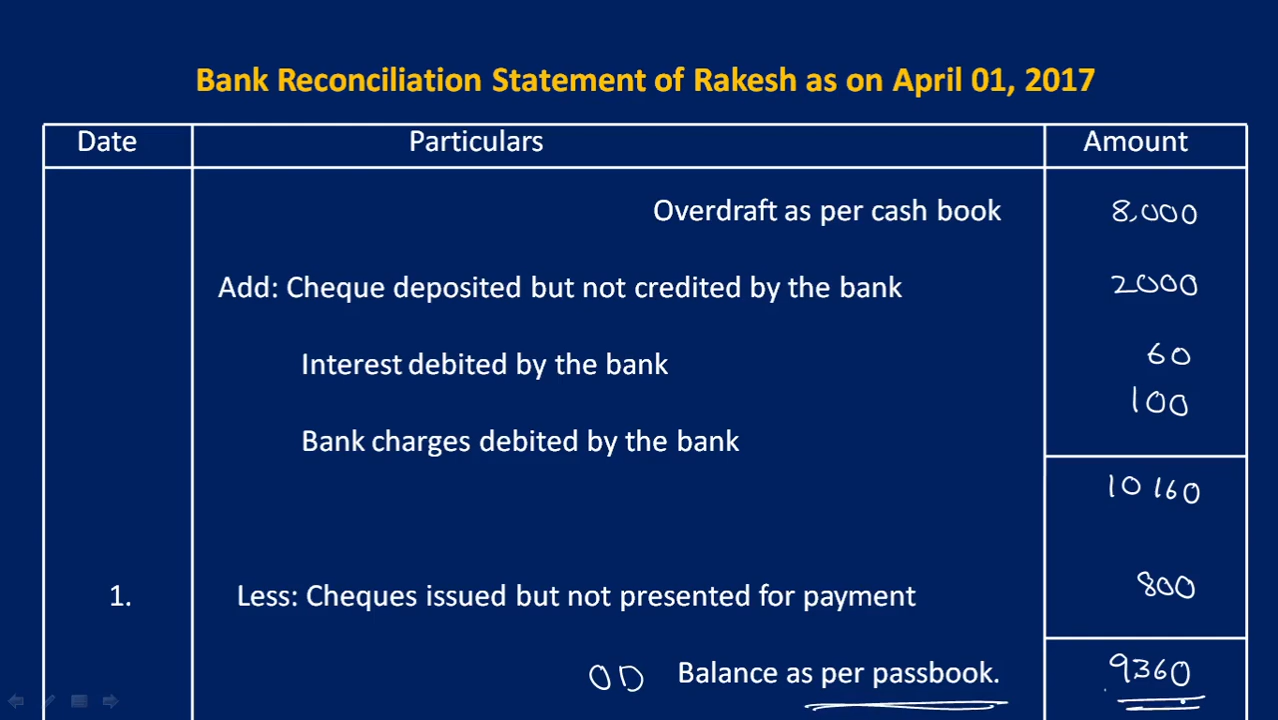 Bank Reconciliation Statement of Rakesh as on April 01, 2017
Date Particulars Amount
Overdraft as per cash book 8,000
Add: Cheque deposited but not credited by the bank 2000
Interest debited by the bank 60
100
Bank charges debited by the bank
10160
1. Less: Cheques issued but not presented for payment 800
OD Balance as per passbook. 9360